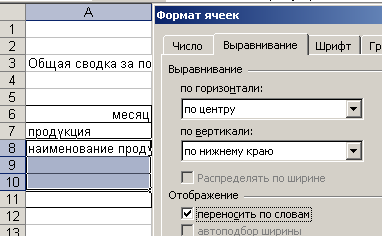 A
Формат ячеек
1
Число Выравнивание Шрифт Гр
2
3 Общая сводка за по
Выравнивание
4
по горизонтали:
5
по центру
6 месяц
7 продукция
по вертикали:
8 наименование проду
по нижнему краю
9
Распределять по ширине
10
Отображение
11
переносить по словам
12
автоподбор ширины
13